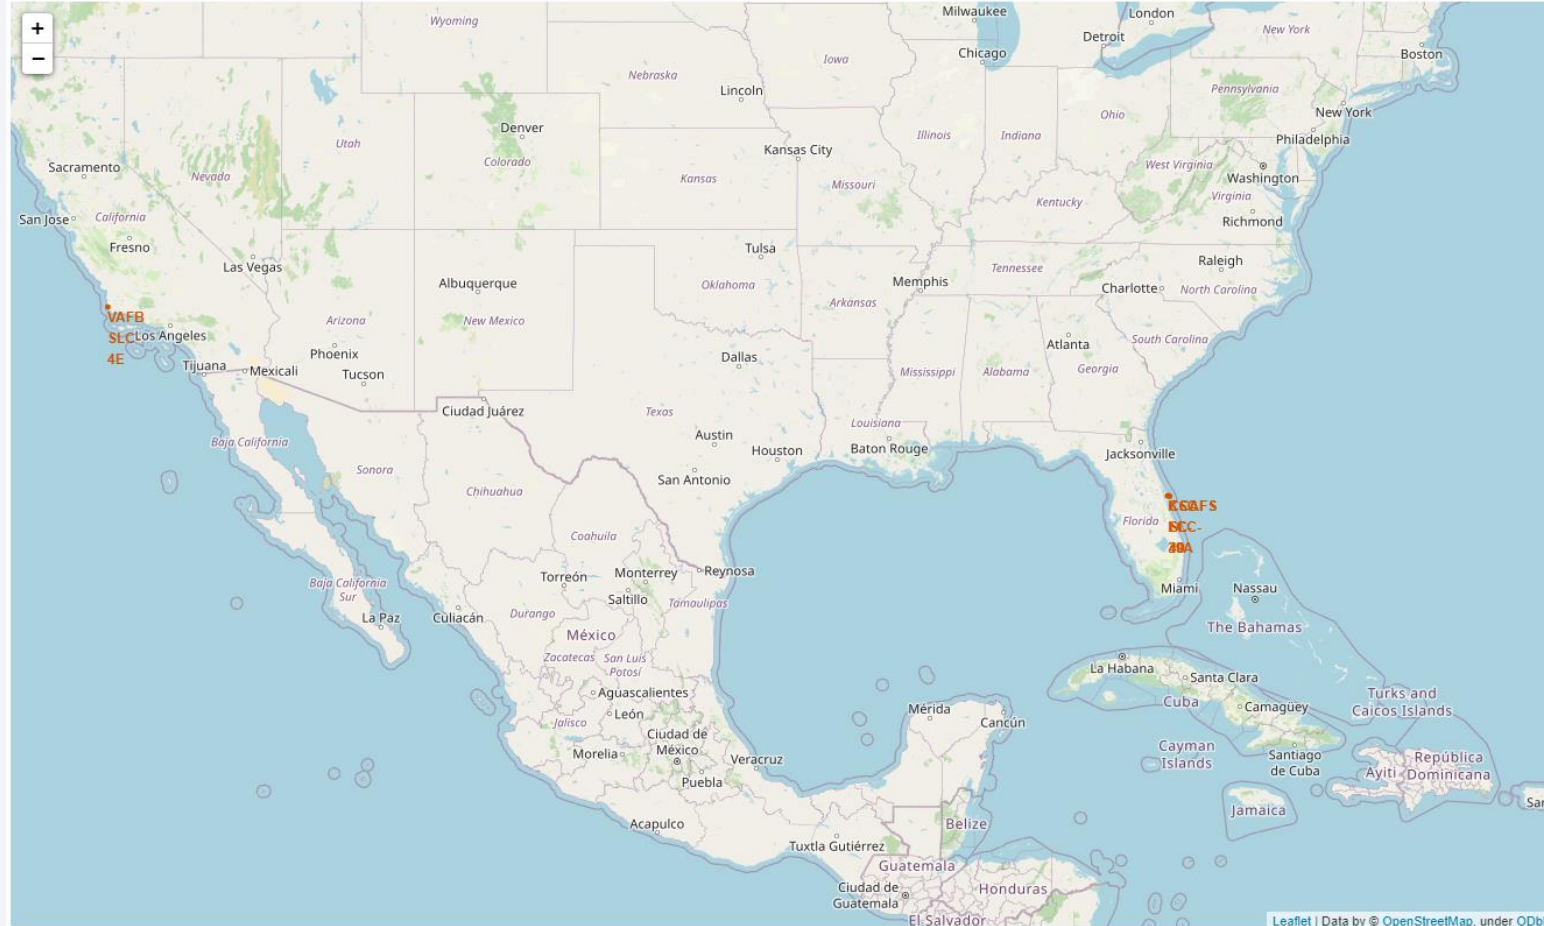 +
−
Wyoming
Milwaukee
London
New York
Detroit
Chicago
Boston
Iowa
Nebraska
Lincoln
Pennsylvania
New York
Ohio
Denver
Utah
Colorado
Illinois
Indiana
Philadelphia
Kansas City
Sacramento
Nevada
Kansas
Missouri
West Virginia
Washington
Virginia
Kentucky
San Jose
California
Richmond
Fresno
Tulsa
Las Vegas
Raleigh
Tennessee
Albuquerque
Oklahoma
Memphis
Charlotte
North Carolina
Arkansas
VAFB
SLC-
4E
Los Angeles
Arizona
New Mexico
South Carolina
Atlanta
Phoenix
Dallas
Tijuana
Mexicali
Tucson
Mississippi
Alabama
Georgia
Ciudad Juárez
Texas
Louisiana
Austin
Baja California
Houston
Baton Rouge
Jacksonville
Sonora
San Antonio
Chihuahua
Florida
Coahuila
Torreón
Monterrey
Reynosa
Baja California
Sur
Saltillo
Tamaulipas
Miami
Nassau
La Paz
Culiacán
Durango
The Bahamas
México
Zacatecas
San Luis
Potosí
La Habana
Santa Clara
Aguascalientes
Cuba
Camagüey
Turks and
Caicos Islands
León
Jalisco
Mérida
Cancún
Ciudad de
México
Morelia
Veracruz
Cayman
Islands
Santiago
de Cuba
República
Dominicana
Ayiti
Puebla
Jamaica
Acapulco
Belize
Tuxtla Gutiérrez
Guatemala
Ciudad de
Guatemala
Honduras
El Salvador
Leaflet | Data by © OpenStreetMap, under